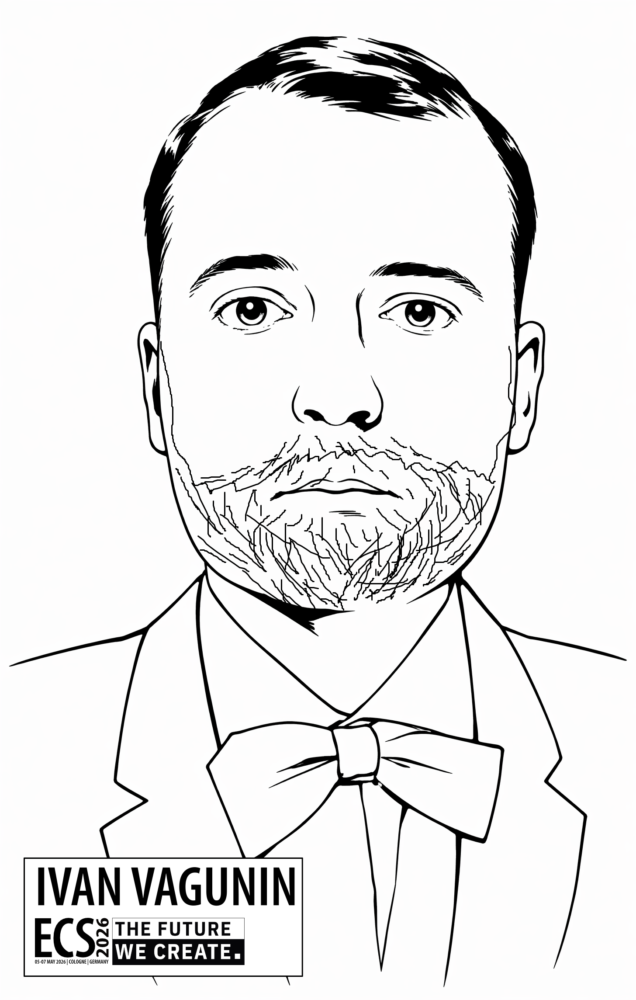 IVAN VAGUNIN
ECS 2026
THE FUTURE
WE CREATE.
05-07 MAY 2026 | COLOGNE | GERMANY